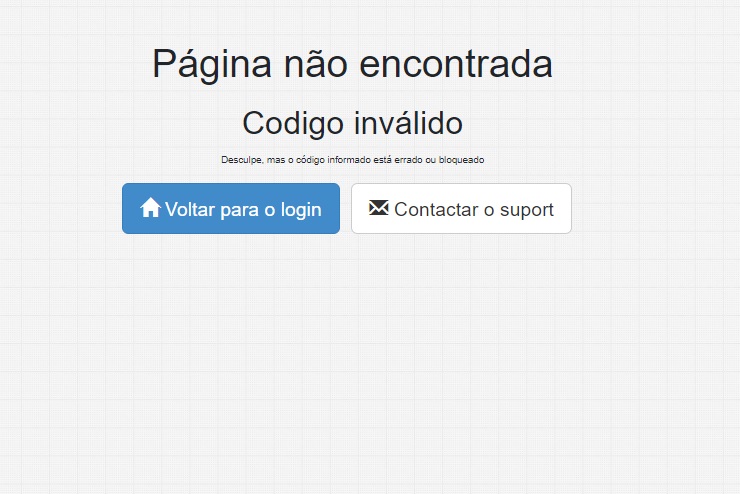 Página não encontrada
Codigo inválido
Desculpe, mas o código informado está errado ou bloqueado
Voltar para o login
Contactar o suport